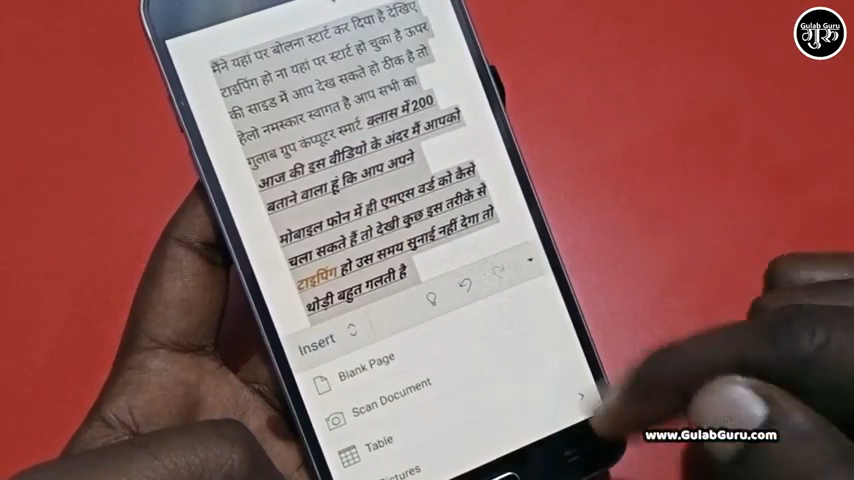 मैंने यहां पर बोलना स्टार्ट कर दिया है देखिए
टाइपिंग हो ना यहां पर स्टार्ट हो चुका है ऊपर
की साइड में आप देख सकते हो ठीक है तो
हेलो नमस्कार स्वागत है आप सभी का
गुलाब ग्रुप कंप्यूटर स्मार्ट क्लास में 200
आज की इस वीडियो के अंदर मैं आपको
बताने वाला हूं कि आप अपने
मोबाइल फोन में ही एमएस वर्ड को कैसे
चला सकते हैं तो देखी कुछ इस तरीके से
टाइपिंग हो उस समय सुनाई नहीं देगा तो
थोड़ी बहुत गलती है
Insert
Blank Page
Scan Document
Table
Pictures
Gulab Guru
गुरु
www.GulabGuru.com